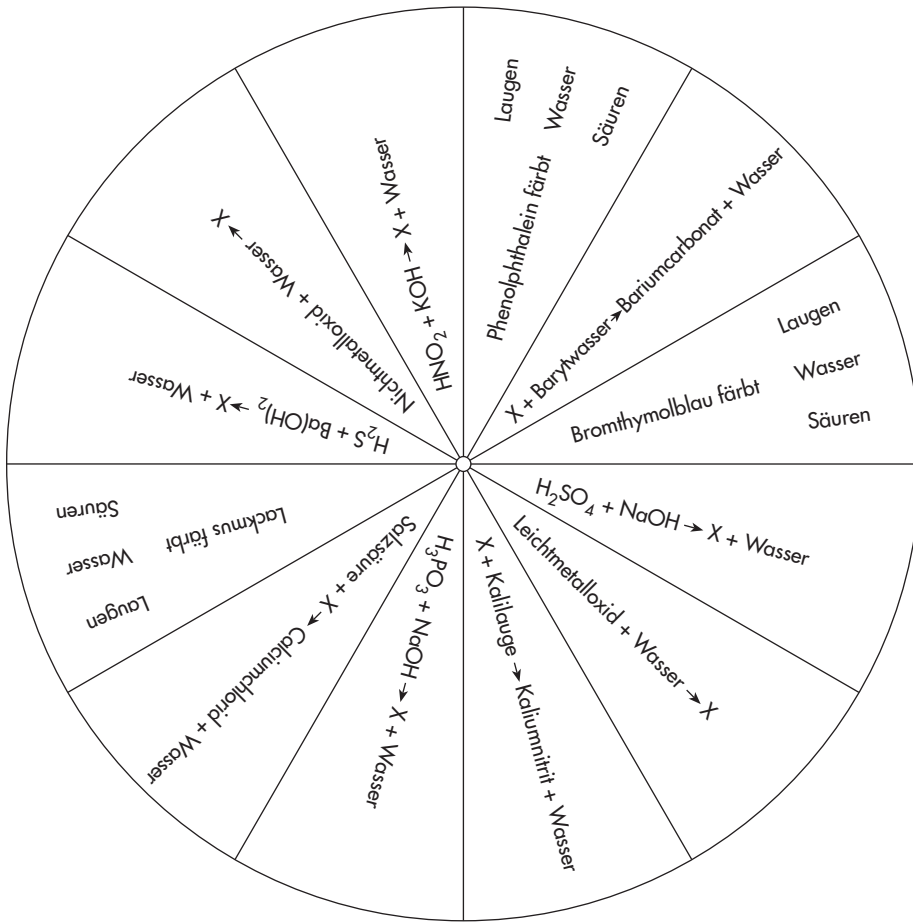 Phenolphthalein färbt
Laugen
Wasser
Säuren
X + Barytwasser → Bariumcarbonat + Wasser
Bromthymolblau färbt
Laugen
Wasser
Säuren
H₂SO₄ + NaOH → X + Wasser
Leichtmetalloxid + Wasser → X
X + Kalilauge → Kaliumnitrit + Wasser
H₃PO₃ + NaOH → X + Wasser
Salzsäure + X → Calciumchlorid + Wasser
Lackmus färbt
Laugen
Wasser
Säuren
H₂S + Ba(OH)₂ → X + Wasser
Nichtmetalloxid + Wasser → X
HNO₂ + KOH → X + Wasser